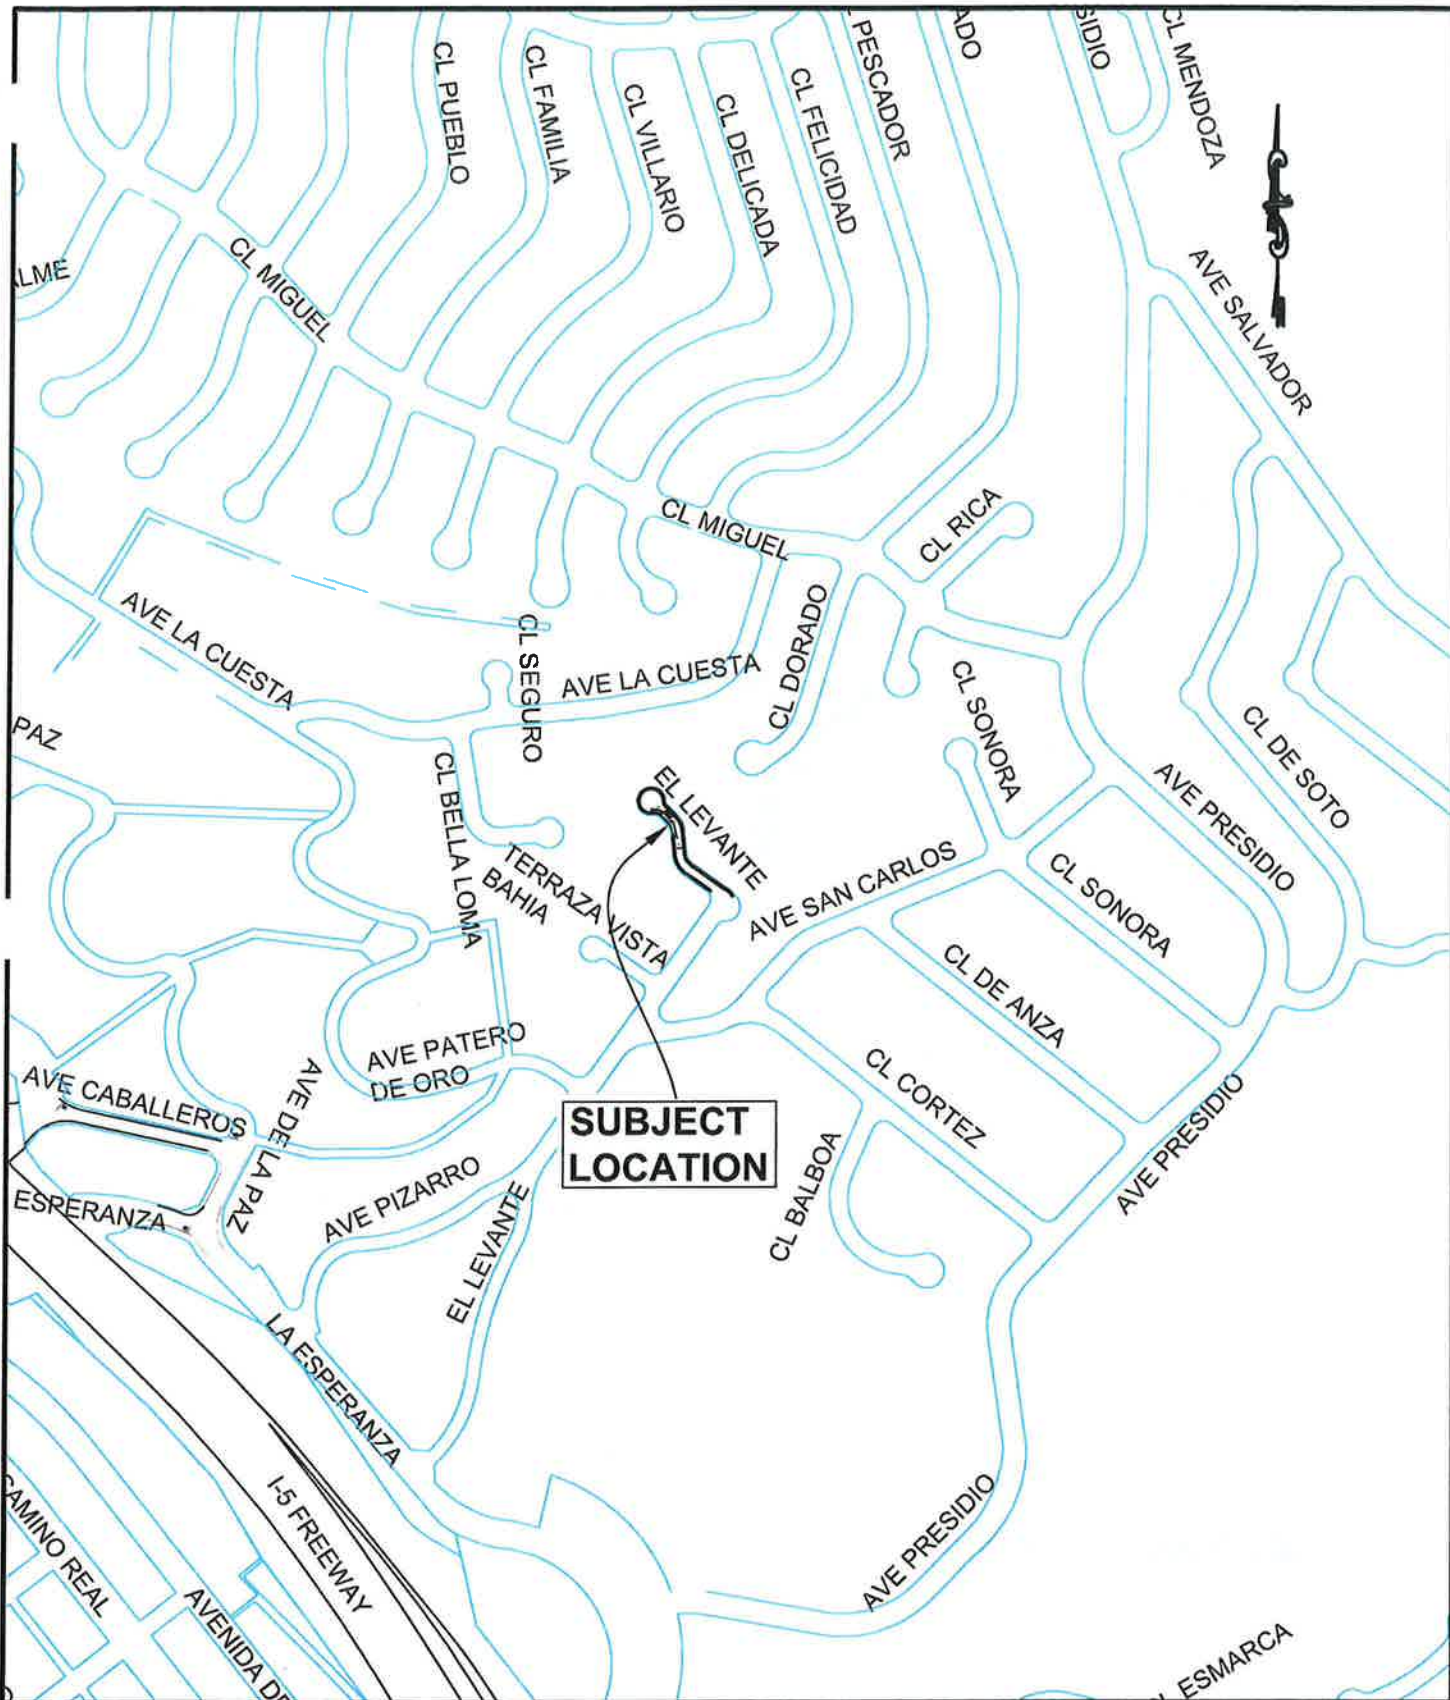 CL PUEBLO
CL FAMILIA
CL VILLARIO
CL DELICADA
CL FELICIDAD
PESCADOR
ADO
SIDIO
CL MENDOZA
ALME
CL MIGUEL
AVE SALVADOR
CL MIGUEL
CL RICA
AVE LA CUESTA
CL SEGURO
AVE LA CUESTA
CL DORADO
CL SONORA
CL DE SOTO
PAZ
CL BELLA LOMA
EL LEVANTE
AVE PRESIDIO
TERRAZA VISTA
BAHIA
AVE SAN CARLOS
CL SONORA
CL DE ANZA
AVE PATERO
DE ORO
CL CORTEZ
AVE CABALLEROS
AVE DE LA PAZ
SUBJECT
LOCATION
AVE PRESIDIO
ESPERANZA
AVE PIZARRO
EL LEVANTE
CL BALBOA
LA ESPERANZA
I-5 FREEWAY
CAMINO REAL
AVENIDA DE
AVE PRESIDIO
ESMARCA